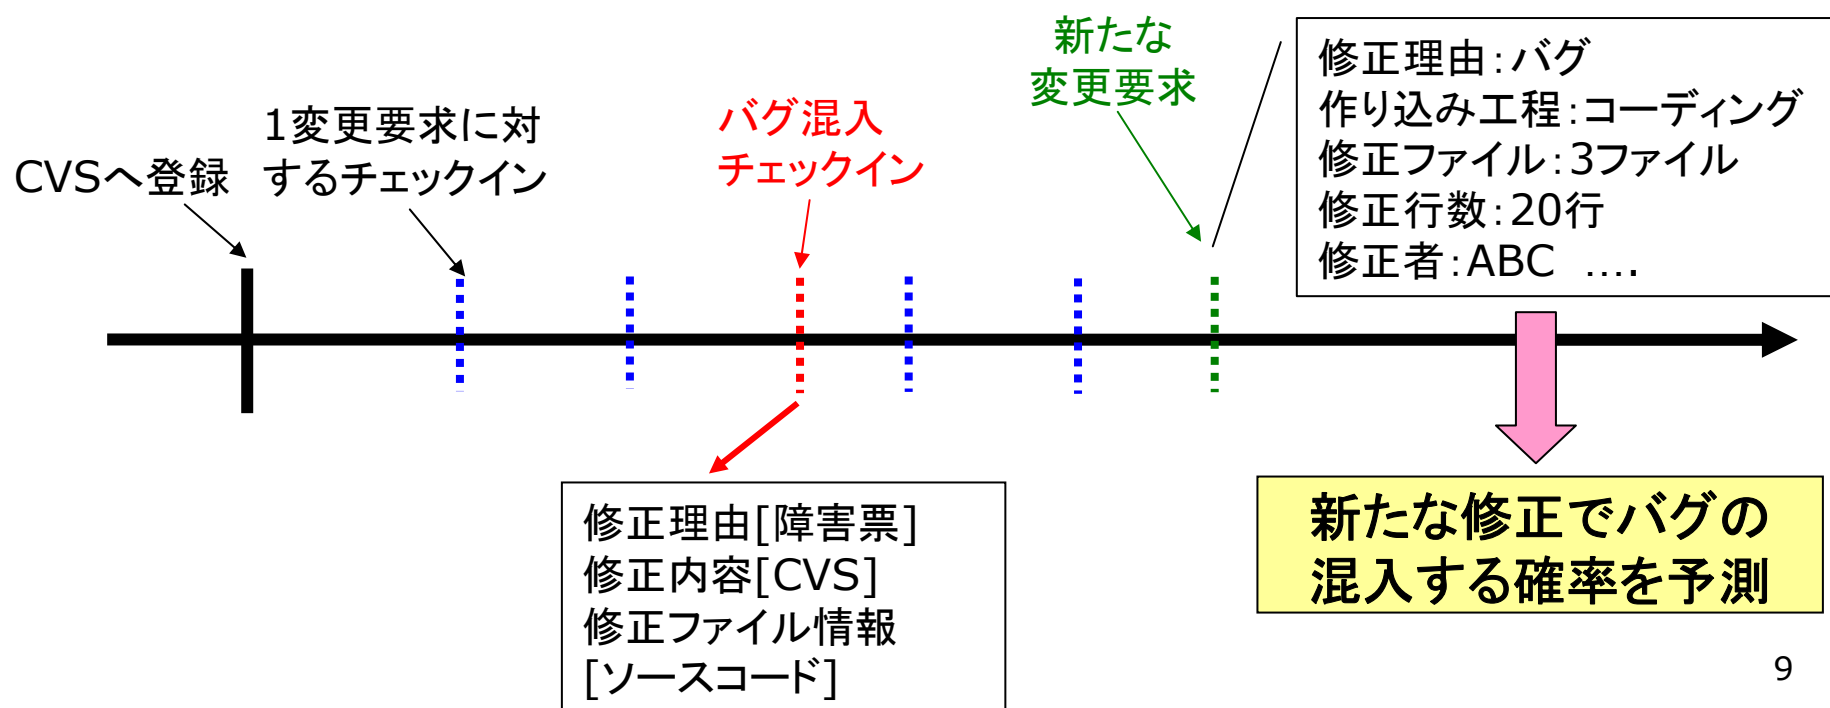 CVSへ登録
1変更要求に対
するチェックイン
バグ混入
チェックイン
新たな
変更要求
修正理由：バグ
作り込み工程：コーディング
修正ファイル：3ファイル
修正行数：20行
修正者：ABC ….
修正理由[障害票]
修正内容[CVS]
修正ファイル情報
[ソースコード]
新たな修正でバグの
混入する確率を予測
9